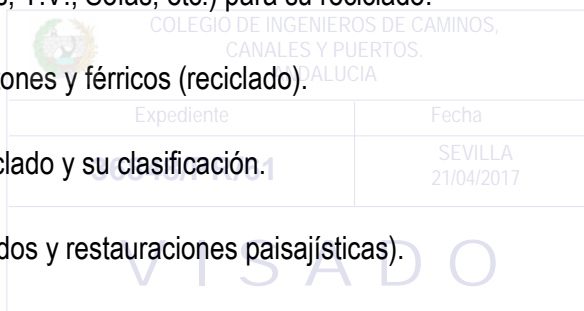 , T.V., Sofás, etc.) para su reciclado.
COLEGIO DE INGENIEROS DE CAMINOS,
CANALES Y PUERTOS.
ANDALUCIA
ones y férricos (reciclado).
Expediente Fecha
clado y su clasificación.
SEVILLA
21/04/2017
dos y restauraciones paisajísticas).
VISADO